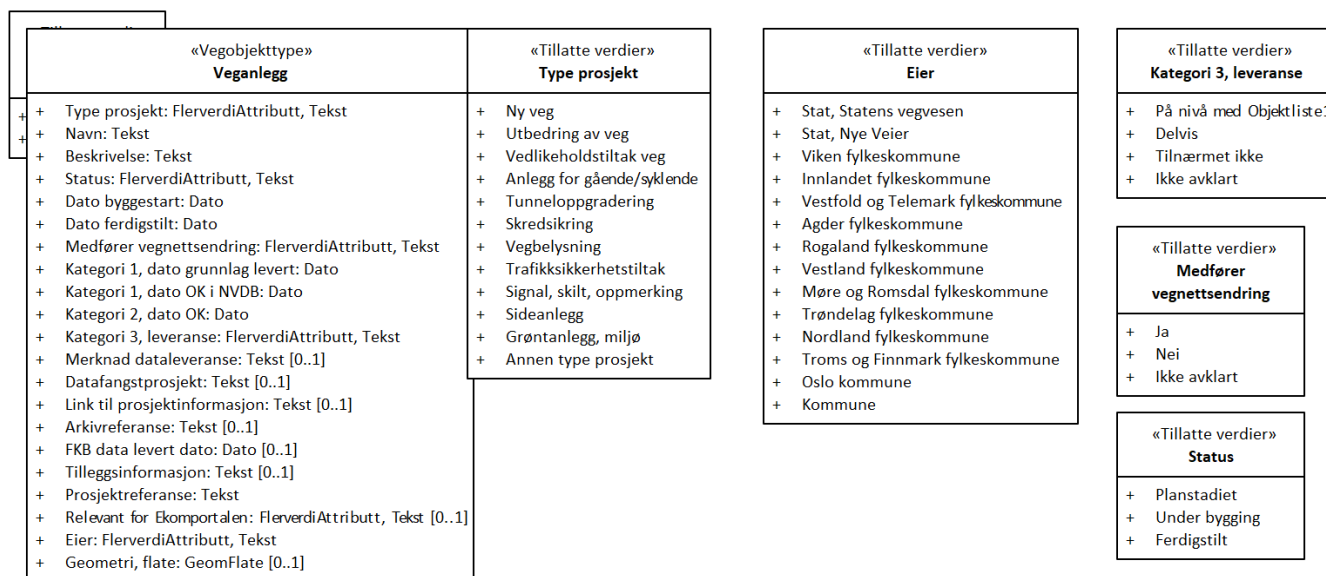 «Vegobjekttype»
Veganlegg
+ Type prosjekt: FlerverdiAttributt, Tekst
+ Navn: Tekst
+ Beskrivelse: Tekst
+ Status: FlerverdiAttributt, Tekst
+ Dato byggestart: Dato
+ Dato ferdigstilt: Dato
+ Medfører vegnettsendring: FlerverdiAttributt, Tekst
+ Kategori 1, dato grunnlag levert: Dato
+ Kategori 1, dato OK i NVDB: Dato
+ Kategori 2, dato OK: Dato
+ Kategori 3, leveranse: FlerverdiAttributt, Tekst
+ Merknad dataleveranse: Tekst [0..1]
+ Datafangstprosjekt: Tekst [0..1]
+ Link til prosjektinformasjon: Tekst [0..1]
+ Arkivreferanse: Tekst [0..1]
+ FKB data levert dato: Dato [0..1]
+ Tilleggsinformasjon: Tekst [0..1]
+ Prosjektreferanse: Tekst
+ Relevant for Ekomportalen: FlerverdiAttributt, Tekst [0..1]
+ Eier: FlerverdiAttributt, Tekst
+ Geometri, flate: GeomFlate [0..1]
+
+
«Tillatte verdier»
Type prosjekt
+ Ny veg
+ Utbedring av veg
+ Vedlikeholdstiltak veg
+ Anlegg for gående/syklende
+ Tunneloppgradering
+ Skredsikring
+ Vegbelysning
+ Trafikksikkerhetstiltak
+ Signal, skilt, oppmerking
+ Sideanlegg
+ Grøntanlegg, miljø
+ Annen type prosjekt
«Tillatte verdier»
Eier
+ Stat, Statens vegvesen
+ Stat, Nye Veier
+ Viken fylkeskommune
+ Innlandet fylkeskommune
+ Vestfold og Telemark fylkeskommune
+ Agder fylkeskommune
+ Rogaland fylkeskommune
+ Vestland fylkeskommune
+ Møre og Romsdal fylkeskommune
+ Trøndelag fylkeskommune
+ Nordland fylkeskommune
+ Troms og Finnmark fylkeskommune
+ Oslo kommune
+ Kommune
«Tillatte verdier»
Kategori 3, leveranse
+ På nivå med Objektliste1
+ Delvis
+ Tilnærmet ikke
+ Ikke avklart
«Tillatte verdier»
Medfører
vegnettsendring
+ Ja
+ Nei
+ Ikke avklart
«Tillatte verdier»
Status
+ Planstadiet
+ Under bygging
+ Ferdigstilt